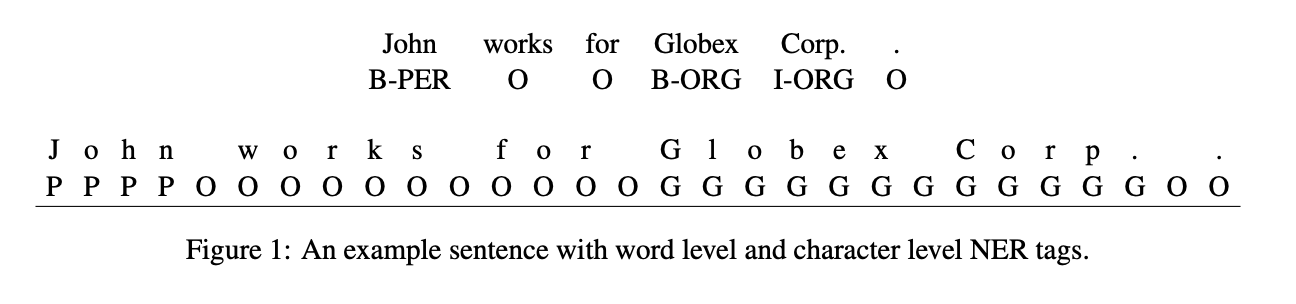 John works for Globex Corp. .
B-PER O O B-ORG I-ORG O
J o h n w o r k s f o r G l o b e x C o r p . .
P P P P O O O O O O O O O O O G G G G G G G G G G G G O O
Figure 1: An example sentence with word level and character level NER tags.